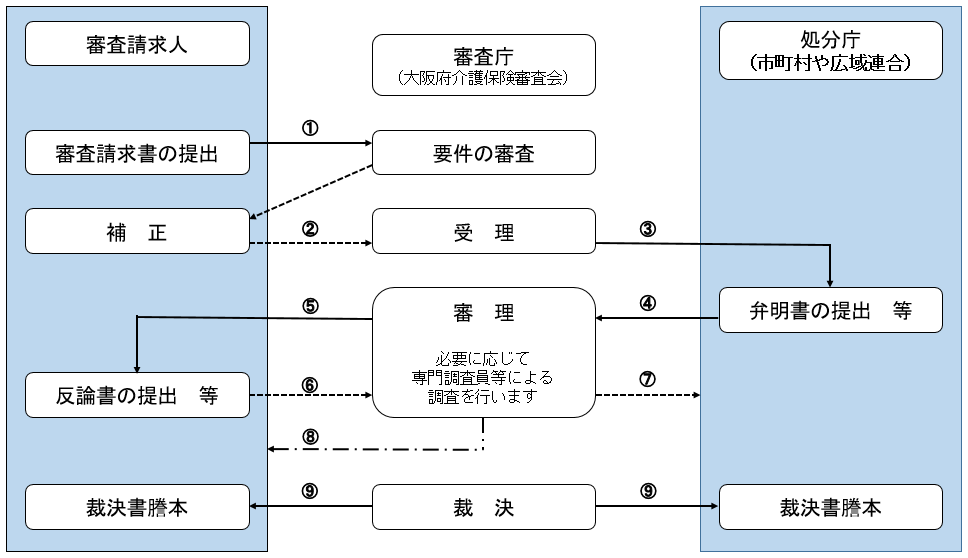 審査請求人
審査庁
（大阪府介護保険審査会）
処分庁
（市町村や広域連合）
①
審査請求書の提出
要件の審査
補　正
②
受　理
③
弁明書の提出　等
④
審　理
必要に応じて
専門調査員等による
調査を行います
⑤
反論書の提出　等
⑥
⑦
⑧
裁決書謄本
⑨
裁　決
⑨
裁決書謄本